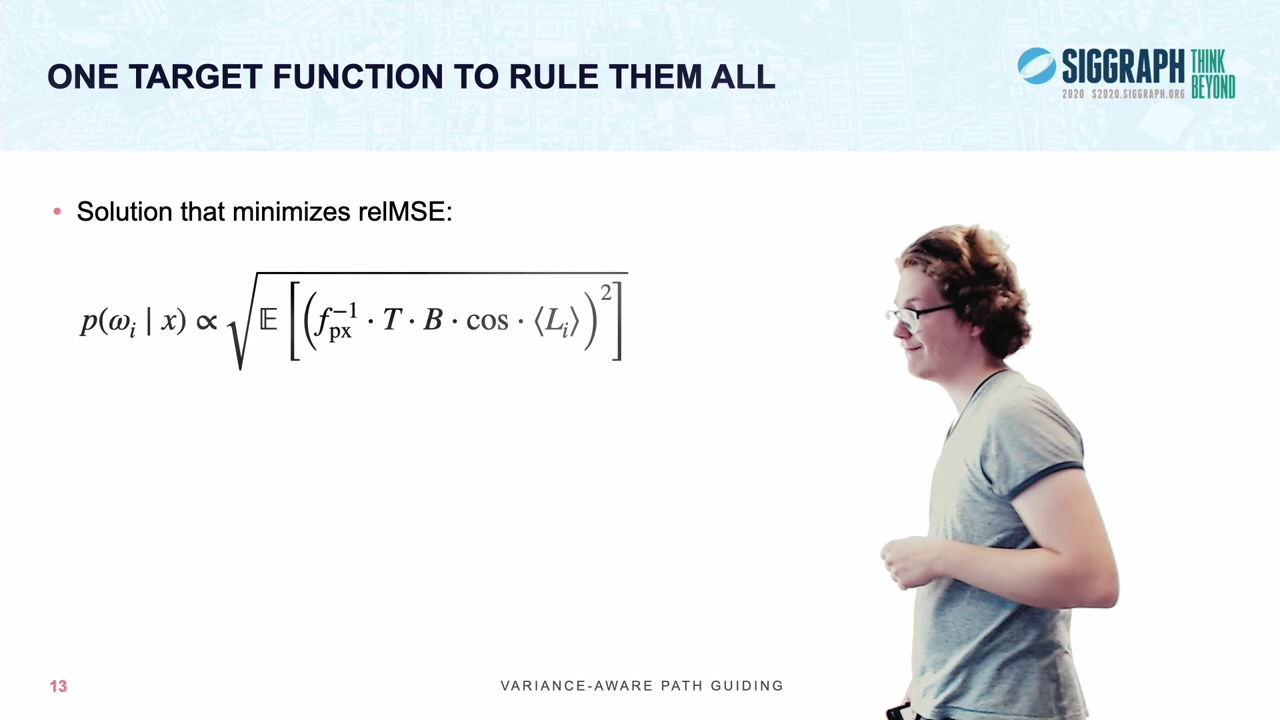 ONE TARGET FUNCTION TO RULE THEM ALL
SIGGRAPH THINK BEYOND
2020 S2020.SIGGRAPH.ORG
• Solution that minimizes relMSE:
p(ωᵢ | x) ∝ √𝔼[(f_px⁻¹ · T · B · cos · ⟨Lᵢ⟩)²]
13
VARIANCE-AWARE PATH GUIDING